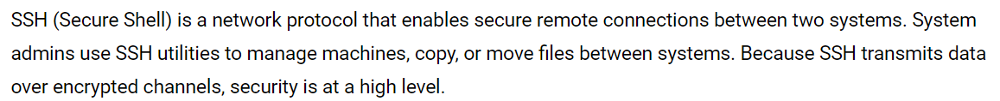 SSH (Secure Shell) is a network protocol that enables secure remote connections between two systems. System
admins use SSH utilities to manage machines, copy, or move files between systems. Because SSH transmits data
over encrypted channels, security is at a high level.